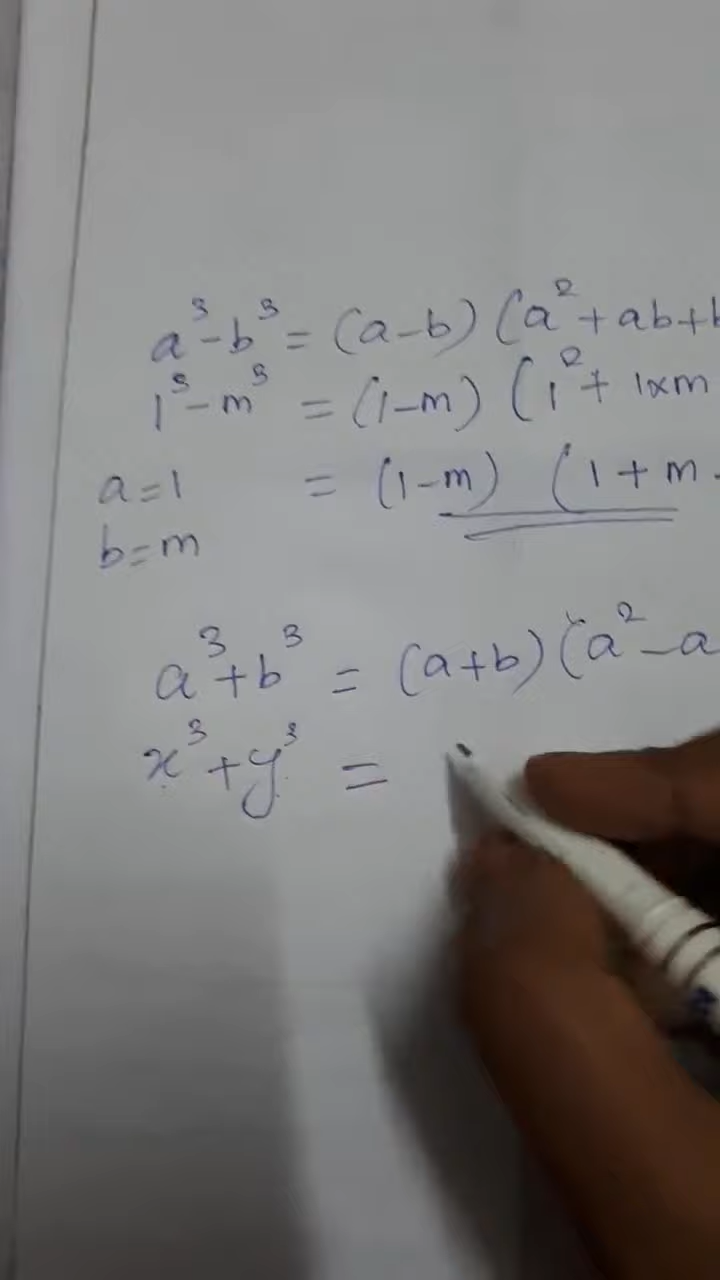 a³-b³ = (a-b) (a²+ab+b
1³-m³ = (1-m) (1²+ 1×m
a=1 = (1-m) (1+m
b=m
a³+b³ = (a+b) (a²-a
x³+y³ =